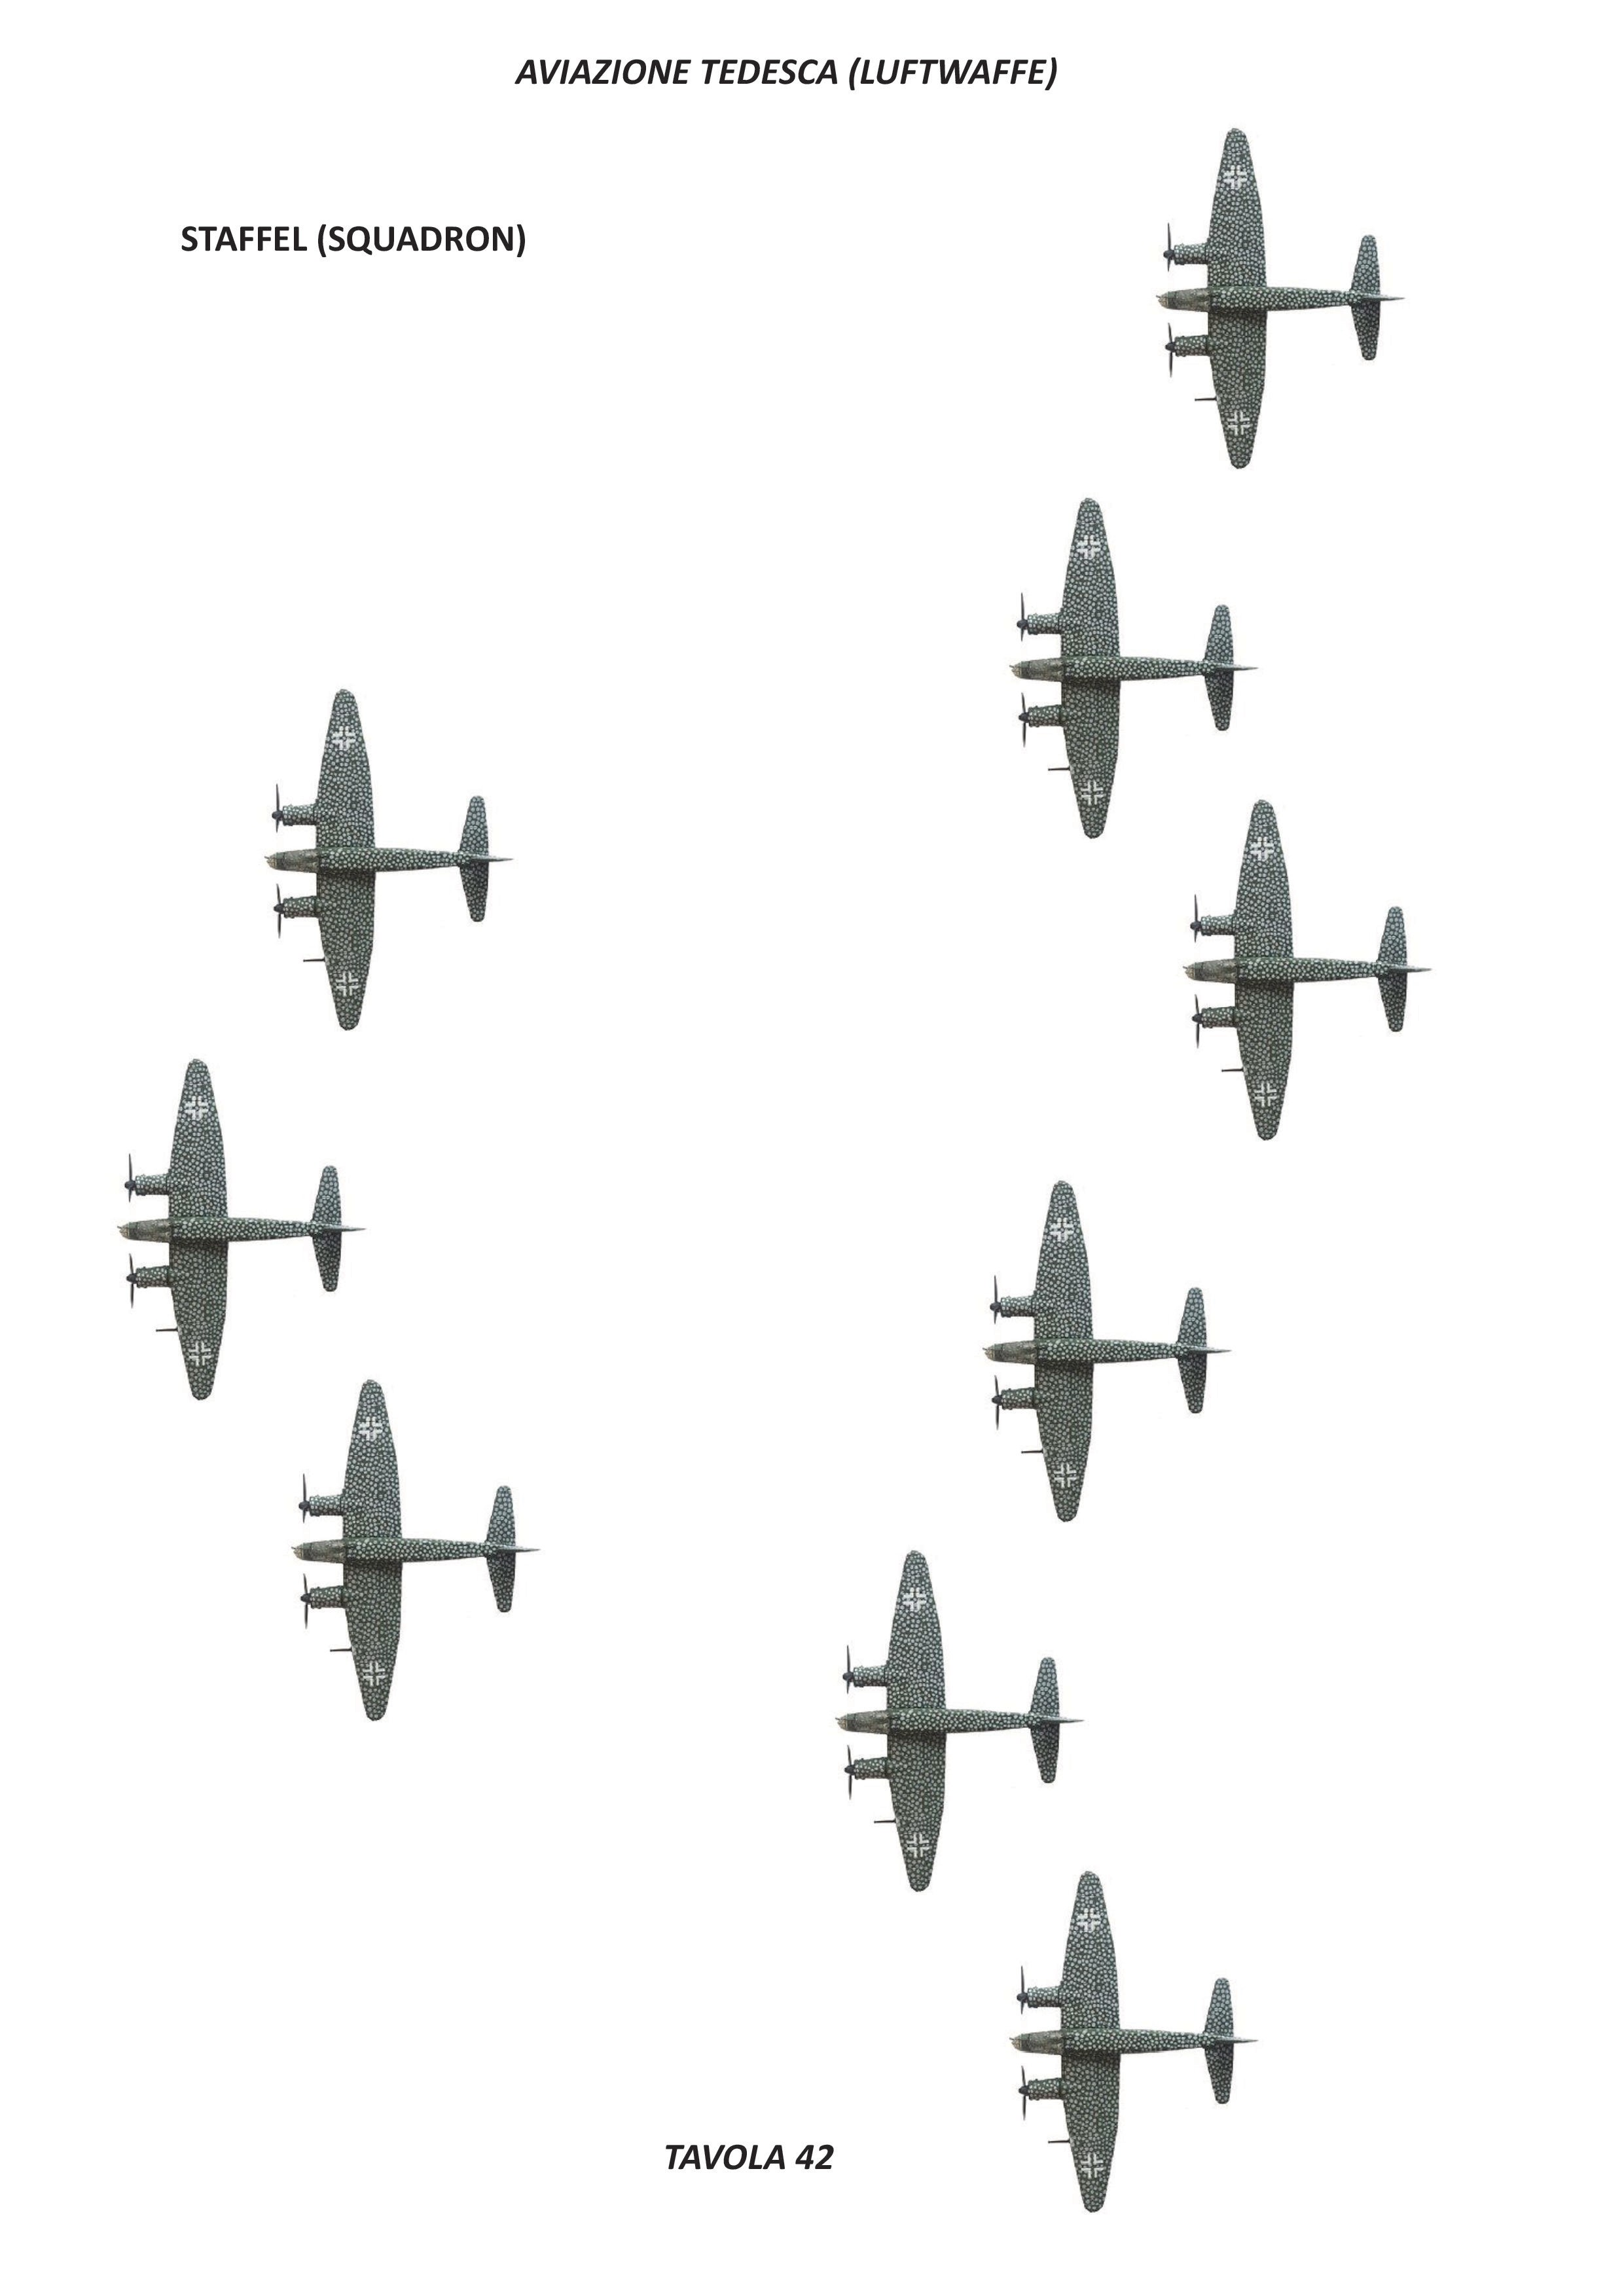 AVIAZIONE TEDESCA (LUFTWAFFE)
STAFFEL (SQUADRON)
TAVOLA 42